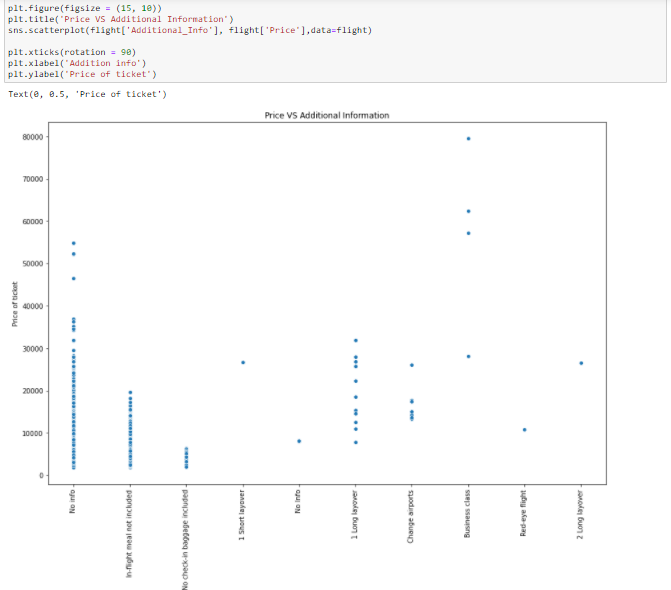 plt.figure(figsize = (15, 10))
plt.title('Price VS Additional Information')
sns.scatterplot(flight['Additional_Info'], flight['Price'],data=flight)
plt.xticks(rotation = 90)
plt.xlabel('Addition info')
plt.ylabel('Price of ticket')
Text(0, 0.5, 'Price of ticket')
Price VS Additional Information
80000
70000
60000
50000
40000
30000
20000
10000
0
Price of ticket
No info
In-flight meal not included
No check-in baggage included
1 Short layover
No Info
1 Long layover
Change airports
Business class
Red-eye flight
2 Long layover